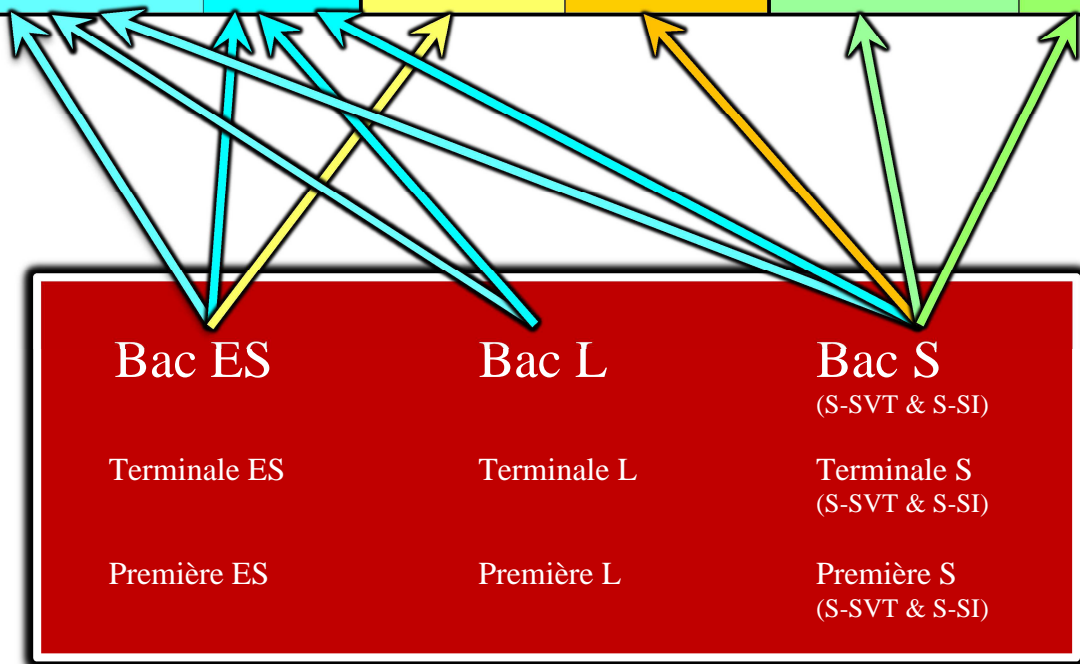 Bac ES
Bac L
Bac S
(S-SVT & S-SI)
Terminale ES
Terminale L
Terminale S
(S-SVT & S-SI)
Première ES
Première L
Première S
(S-SVT & S-SI)